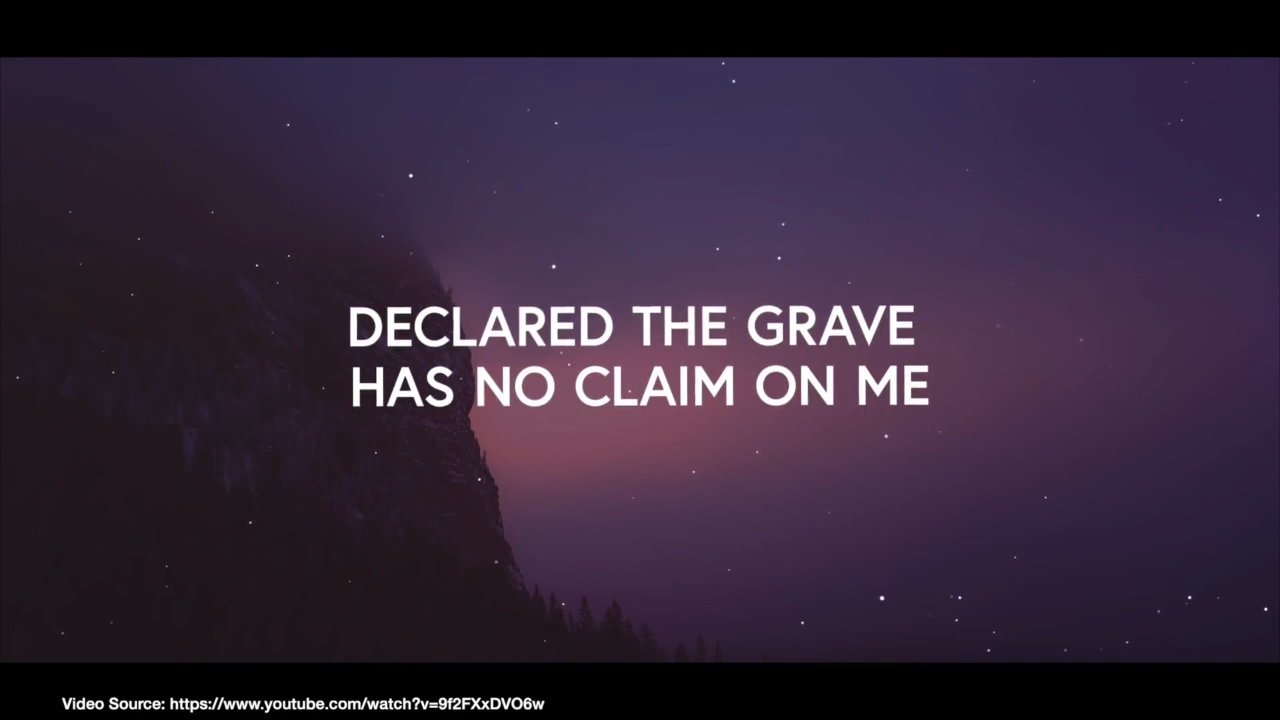 DECLARED THE GRAVE
HAS NO CLAIM ON ME
Video Source: https://www.youtube.com/watch?v=9f2FXxDVO6w